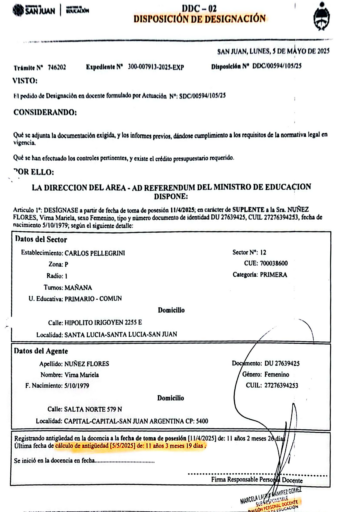 SAN JUAN
MINISTERIO DE EDUCACIÓN
DDC – 02
DISPOSICIÓN DE DESIGNACIÓN
SAN JUAN, LUNES, 5 DE MAYO DE 2025
Trámite Nº 746202 Expediente Nº 300-007913-2025-EXP Disposición Nº DDC/00594/105/25
VISTO:
El pedido de Designación en docente formulado por Actuación Nº: SDC/00594/105/25
CONSIDERANDO:
Qué se adjunta la documentación exigida, y los informes previos, dándose cumplimiento a los requisitos de la normativa legal en
vigencia.
Qué se han efectuado los controles pertinentes, y existe el crédito presupuestario requerido.
POR ELLO:
LA DIRECCION DEL AREA - AD REFERENDUM DEL MINISTRO DE EDUCACION
DISPONE:
Artículo 1º: DESÍGNASE a partir de fecha de toma de posesión 11/4/2025; en carácter de SUPLENTE a la Sra. NUÑEZ
FLORES, Virna Mariela, sexo Femenino, tipo y número documento de identidad DU 27639425, CUIL 27276394253, fecha de
nacimiento 5/10/1979; según el siguiente detalle:
Datos del Sector
Establecimiento: CARLOS PELLEGRINI Sector Nº: 12
Zona: P CUE: 700038600
Radio: 1 Categoría: PRIMERA
Turnos: MAÑANA
U. Educativa: PRIMARIO - COMUN
Domicilio
Calle: HIPOLITO IRIGOYEN 2255 E
Localidad: SANTA LUCIA-SANTA LUCIA-SAN JUAN
Datos del Agente
Apellido: NUÑEZ FLORES Documento: DU 27639425
Nombre: Virna Mariela Género: Femenino
F. Nacimiento: 5/10/1979 CUIL: 27276394253
Domicilio
Calle: SALTA NORTE 579 N
Localidad: CAPITAL-CAPITAL-SAN JUAN ARGENTINA CP: 5400
Registrando antigüedad en la docencia a la fecha de toma de posesión [11/4/2025] de: 11 años 2 meses 26 días
Última fecha de cálculo de antigüedad [5/5/2025] de: 11 años 3 meses 19 días.
Se inició en la docencia en fecha
Firma Responsable Personal Docente